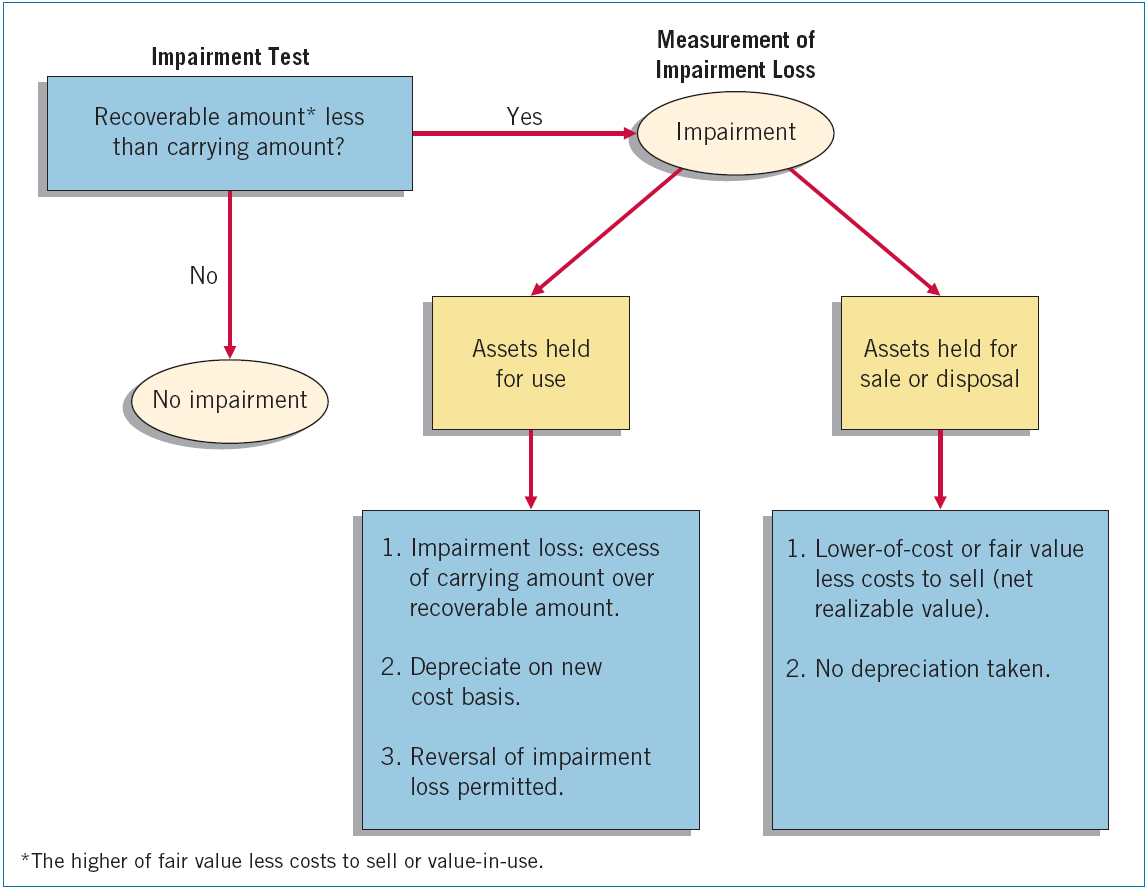 Impairment Test
Recoverable amount* less
than carrying amount?
Yes
Measurement of
Impairment Loss
Impairment
No
No impairment
Assets held
for use
Assets held for
sale or disposal
1. Impairment loss: excess
of carrying amount over
recoverable amount.
2. Depreciate on new
cost basis.
3. Reversal of impairment
loss permitted.
1. Lower-of-cost or fair value
less costs to sell (net
realizable value).
2. No depreciation taken.
*The higher of fair value less costs to sell or value-in-use.